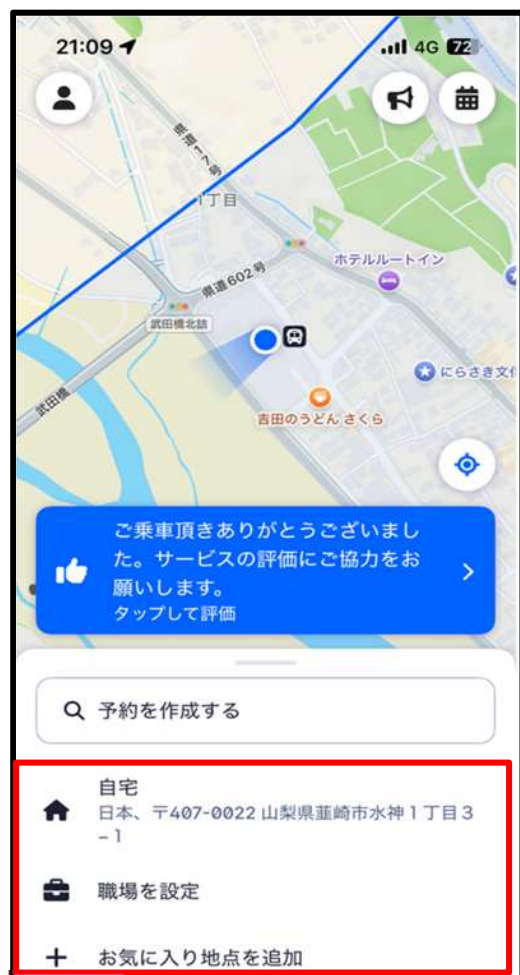 21:09
4G 72
県道17号
1丁目
ホテルルートイン
県道602号
武田橋北詰
武田橋
にらさき文化
吉田のうどん さくら
ご乗車頂きありがとうございまし
た。サービスの評価にご協力をお
願いします。
タップして評価
予約を作成する
自宅
日本、〒407-0022 山梨県韮崎市水神1丁目3
−1
職場を設定
お気に入り地点を追加